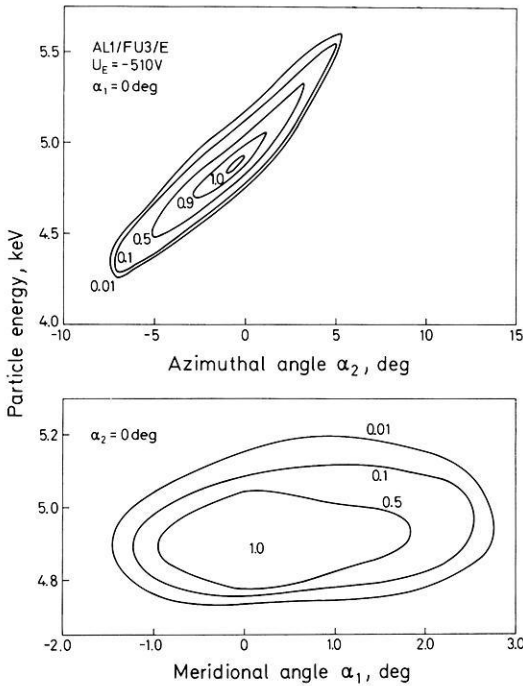 AL1/FU3/E
U_E = -510V
α₁ = 0 deg
5.5
5.0
4.5
4.0
1.0
0.9
0.5
0.1
0.01
-10 -5 0 5 10 15
Azimuthal angle α₂, deg
Particle energy, keV
α₂ = 0 deg
5.2
5.0
4.8
0.01
0.1
0.5
1.0
-2.0 -1.0 0 1.0 2.0 3.0
Meridional angle α₁, deg